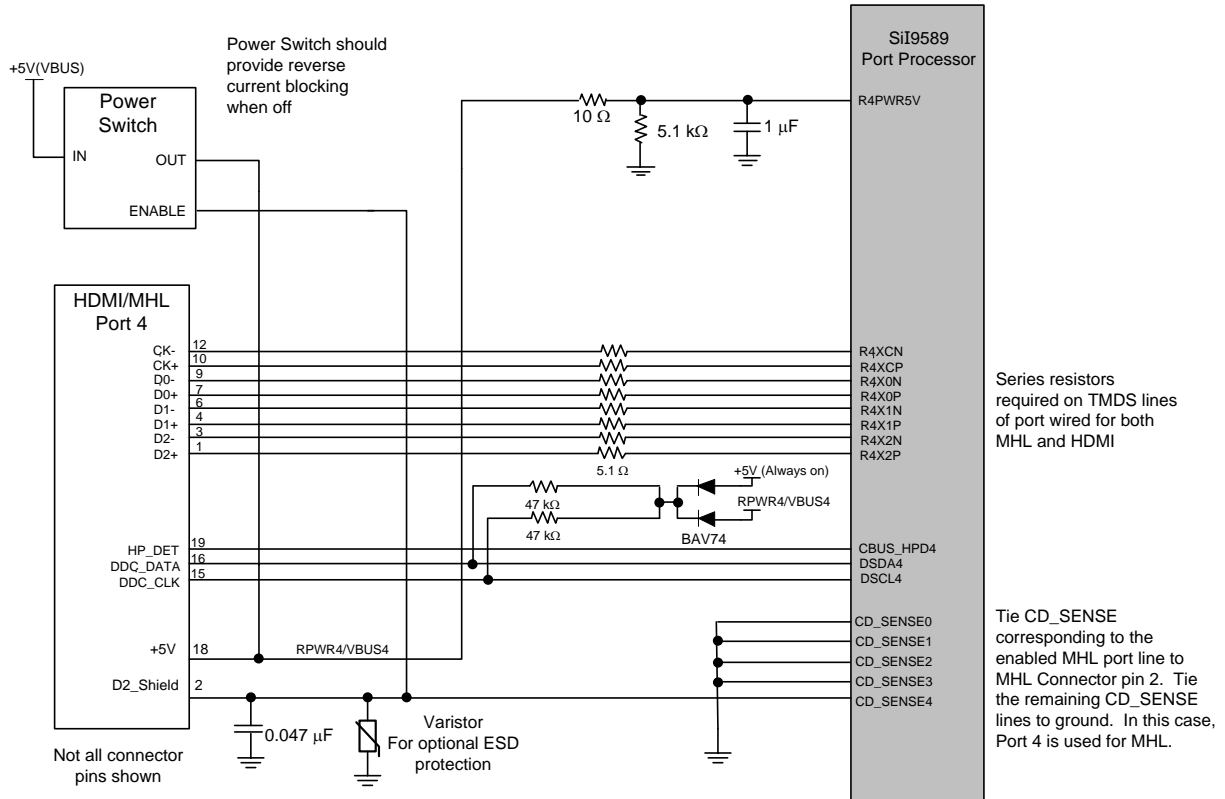 +5V(VBUS)
Power
Switch
IN
OUT
ENABLE
Power Switch should
provide reverse
current blocking
when off
SiI9589
Port Processor
10 Ω
5.1 kΩ
1 µF
R4PWR5V
HDMI/MHL
Port 4
CK- 12 R4XCN
CK+ 10 R4XCP
D0- 9 R4X0N
D0+ 7 R4X0P
D1- 6 R4X1N
D1+ 4 R4X1P
D2- 3 R4X2N
D2+ 1 R4X2P
5.1 Ω
Series resistors
required on TMDS lines
of port wired for both
MHL and HDMI
+5V (Always on)
47 kΩ
RPWR4/VBUS4
47 kΩ
BAV74
HP_DET 19 CBUS_HPD4
DDC_DATA 16 DSDA4
DDC_CLK 15 DSCL4
CD_SENSE0
CD_SENSE1
CD_SENSE2
CD_SENSE3
CD_SENSE4
+5V 18 RPWR4/VBUS4
D2_Shield 2
0.047 µF
Varistor
For optional ESD
protection
Not all connector
pins shown
Tie CD_SENSE
corresponding to the
enabled MHL port line to
MHL Connector pin 2. Tie
the remaining CD_SENSE
lines to ground. In this case,
Port 4 is used for MHL.